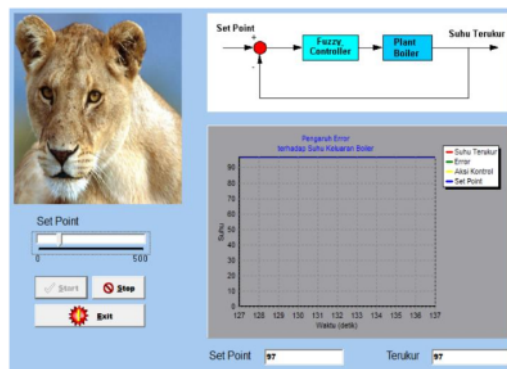 Set Point
+
-
Fuzzy
Controller
Plant
Boiler
Suhu Terukur
Pengaruh Error
terhadap Suhu Keluaran Boiler
Suhu Terukur
Error
Aksi Kontrol
Set Point
Suhu
90
80
70
60
50
40
30
20
10
0
127 128 129 130 131 132 133 134 135 136 137
Waktu (detik)
Set Point
0 500
Start Stop
Exit
Set Point 97 Terukur 97